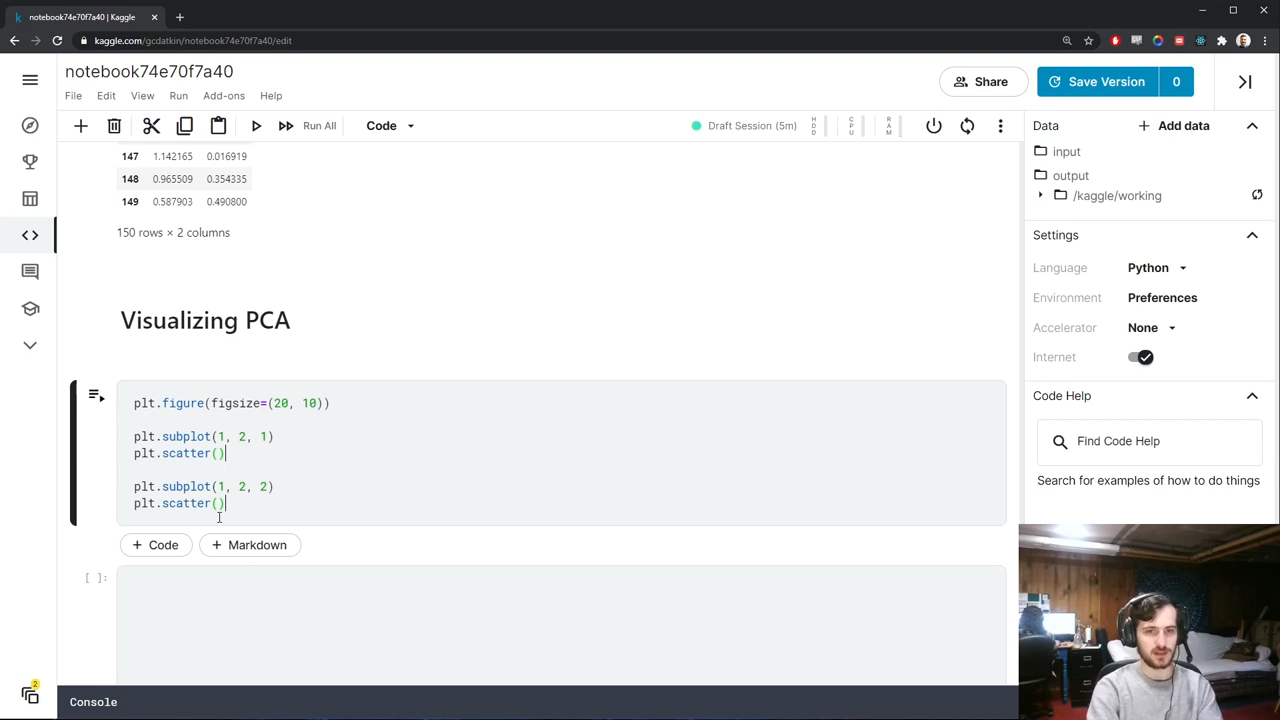 notebook74e70f7a40 | Kaggle
kaggle.com/gcdatkin/notebook74e70f7a40/edit
notebook74e70f7a40
File Edit View Run Add-ons Help
Share
Save Version 0
Run All
Code
Draft Session (5m)
HDD
CPU
RAM
147 1.142165 0.016919
148 0.965509 0.354335
149 0.587903 0.490800
150 rows × 2 columns
Visualizing PCA
plt.figure(figsize=(20, 10))
plt.subplot(1, 2, 1)
plt.scatter()
plt.subplot(1, 2, 2)
plt.scatter()
+ Code + Markdown
[ ]:
Console
2
Data
+ Add data
input
output
/kaggle/working
Settings
Language Python
Environment Preferences
Accelerator None
Internet
Code Help
Find Code Help
Search for examples of how to do things